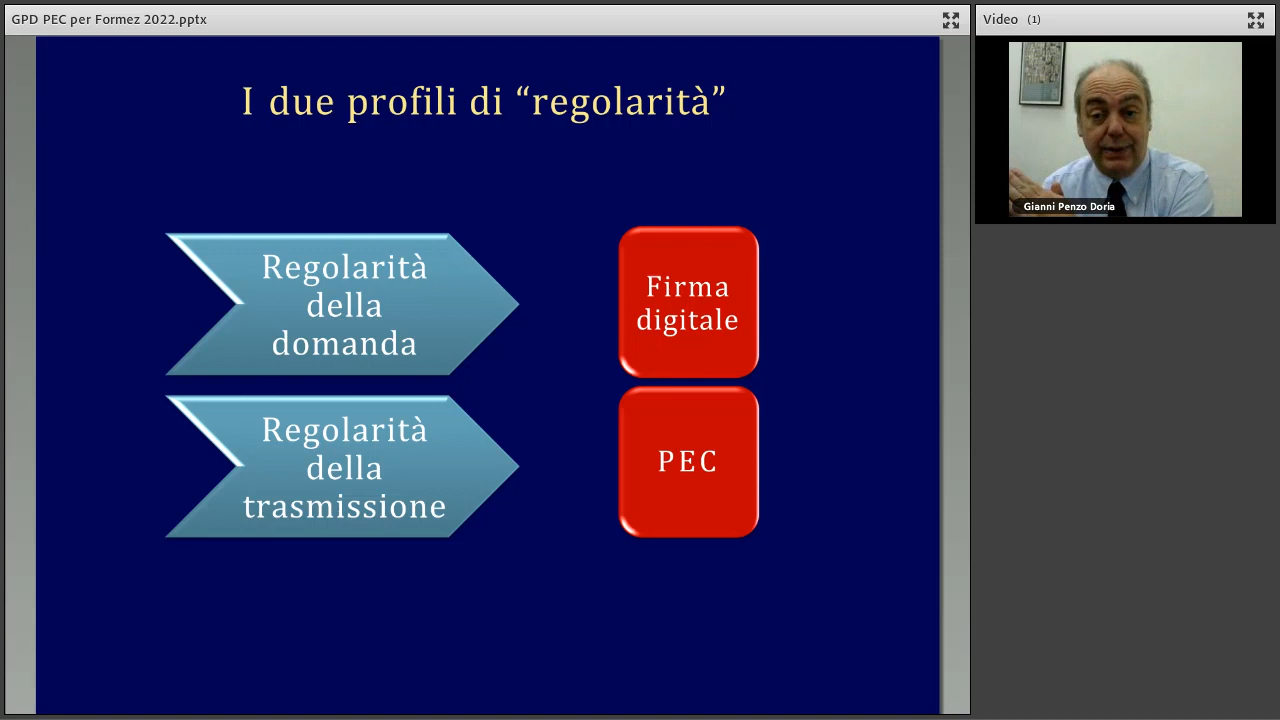 GPD PEC per Formez 2022.pptx
Video (1)
I due profili di “regolarità”
Regolarità
della
domanda
Firma
digitale
Regolarità
della
trasmissione
PEC
Gianni Penzo Doria